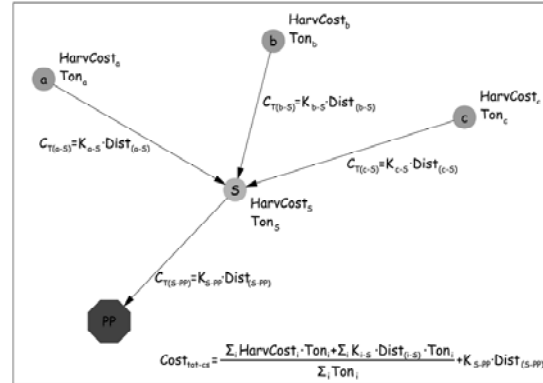 HarvCost_b
Ton_b
b
HarvCost_a
Ton_a
a
HarvCost_c
Ton_c
c
C_T(b-S)=K_b-S·Dist_(b-S)
C_T(a-S)=K_a-S·Dist_(a-S)
C_T(c-S)=K_c-S·Dist_(c-S)
S
HarvCost_S
Ton_S
C_T(S-PP)=K_S-PP·Dist_(S-PP)
PP
Cost_tot-cs=
Σ_i HarvCost_i·Ton_i+Σ_i K_i-S·Dist_(i-S)·Ton_i
Σ_i Ton_i
+K_S-PP·Dist_(S-PP)